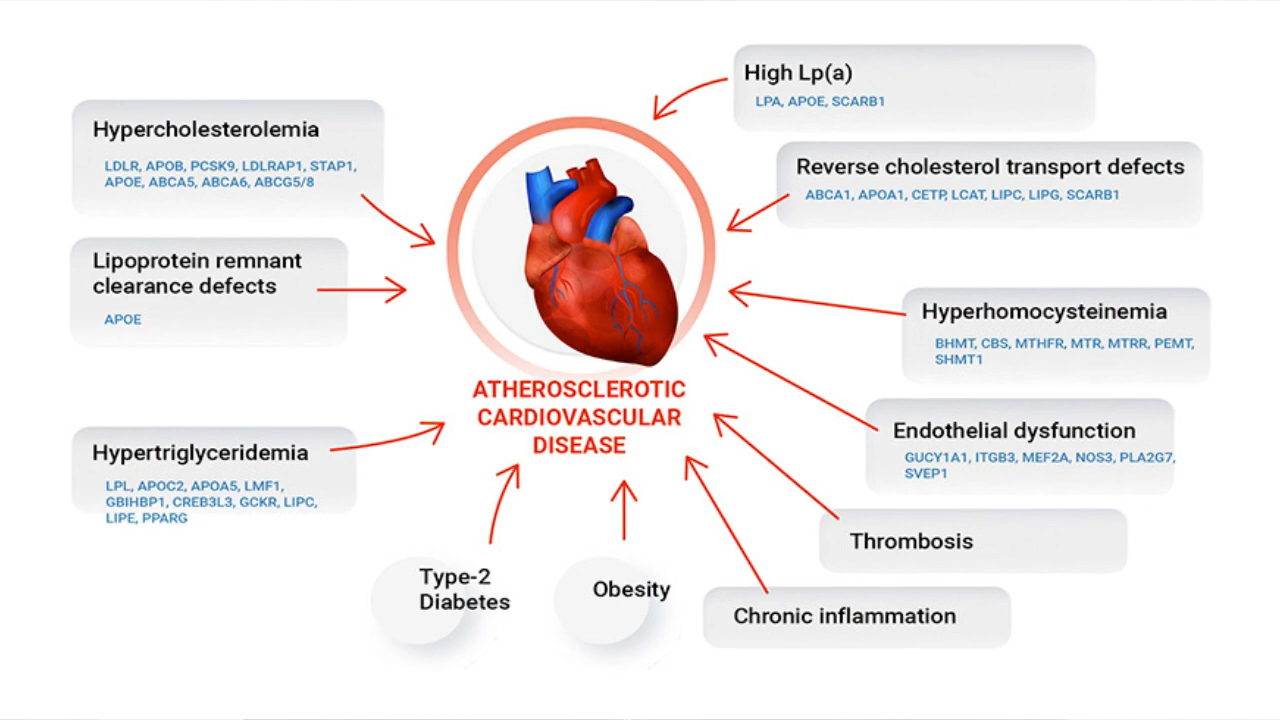 High Lp(a)
LPA, APOE, SCARB1
Hypercholesterolemia
LDLR, APOB, PCSK9, LDLRAP1, STAP1,
APOE, ABCA5, ABCA6, ABCG5/8
Reverse cholesterol transport defects
ABCA1, APOA1, CETP, LCAT, LIPC, LIPG, SCARB1
Lipoprotein remnant
clearance defects
APOE
Hyperhomocysteinemia
BHMT, CBS, MTHFR, MTR, MTRR, PEMT,
SHMT1
ATHEROSCLEROTIC
CARDIOVASCULAR
DISEASE
Hypertriglyceridemia
LPL, APOC2, APOA5, LMF1,
GBIHBP1, CREB3L3, GCKR, LIPC,
LIPE, PPARG
Endothelial dysfunction
GUCY1A1, ITGB3, MEF2A, NOS3, PLA2G7,
SVEP1
Thrombosis
Type-2
Diabetes
Obesity
Chronic inflammation